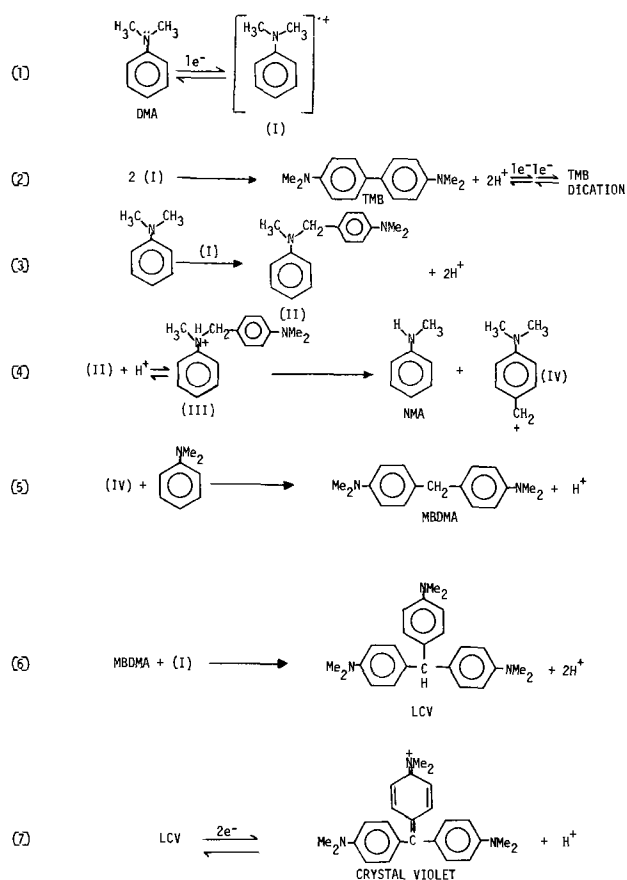 (1) H₃C CH₃ N̈ DMA 1e⁻ [ H₃C CH₃ N ]·⁺ (I)
(2) 2 (I) Me₂N NMe₂ + 2H⁺ 1e⁻ 1e⁻ TMB DICATION
TMB
(3) H₃C CH₃ N (I) H₃C CH₂ N NMe₂ (II) + 2H⁺
(4) (II) + H⁺ H₃C H CH₂ N+ NMe₂ (III) H CH₃ N NMA + H₃C CH₃ N (IV) CH₂ +
(5) (IV) + NMe₂ Me₂N CH₂ NMe₂ + H⁺
MBDMA
(6) MBDMA + (I) NMe₂ Me₂N C H NMe₂ + 2H⁺
LCV
(7) LCV 2e⁻ + NMe₂ Me₂N C NMe₂ + H⁺
CRYSTAL VIOLET